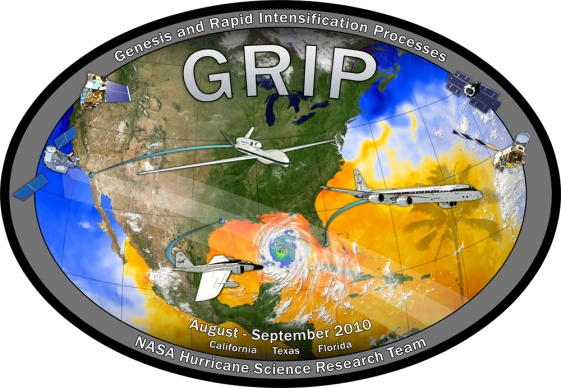 Genesis and Rapid Intensification Processes
GRIP
August - September 2010
California Texas Florida
NASA Hurricane Science Research Team